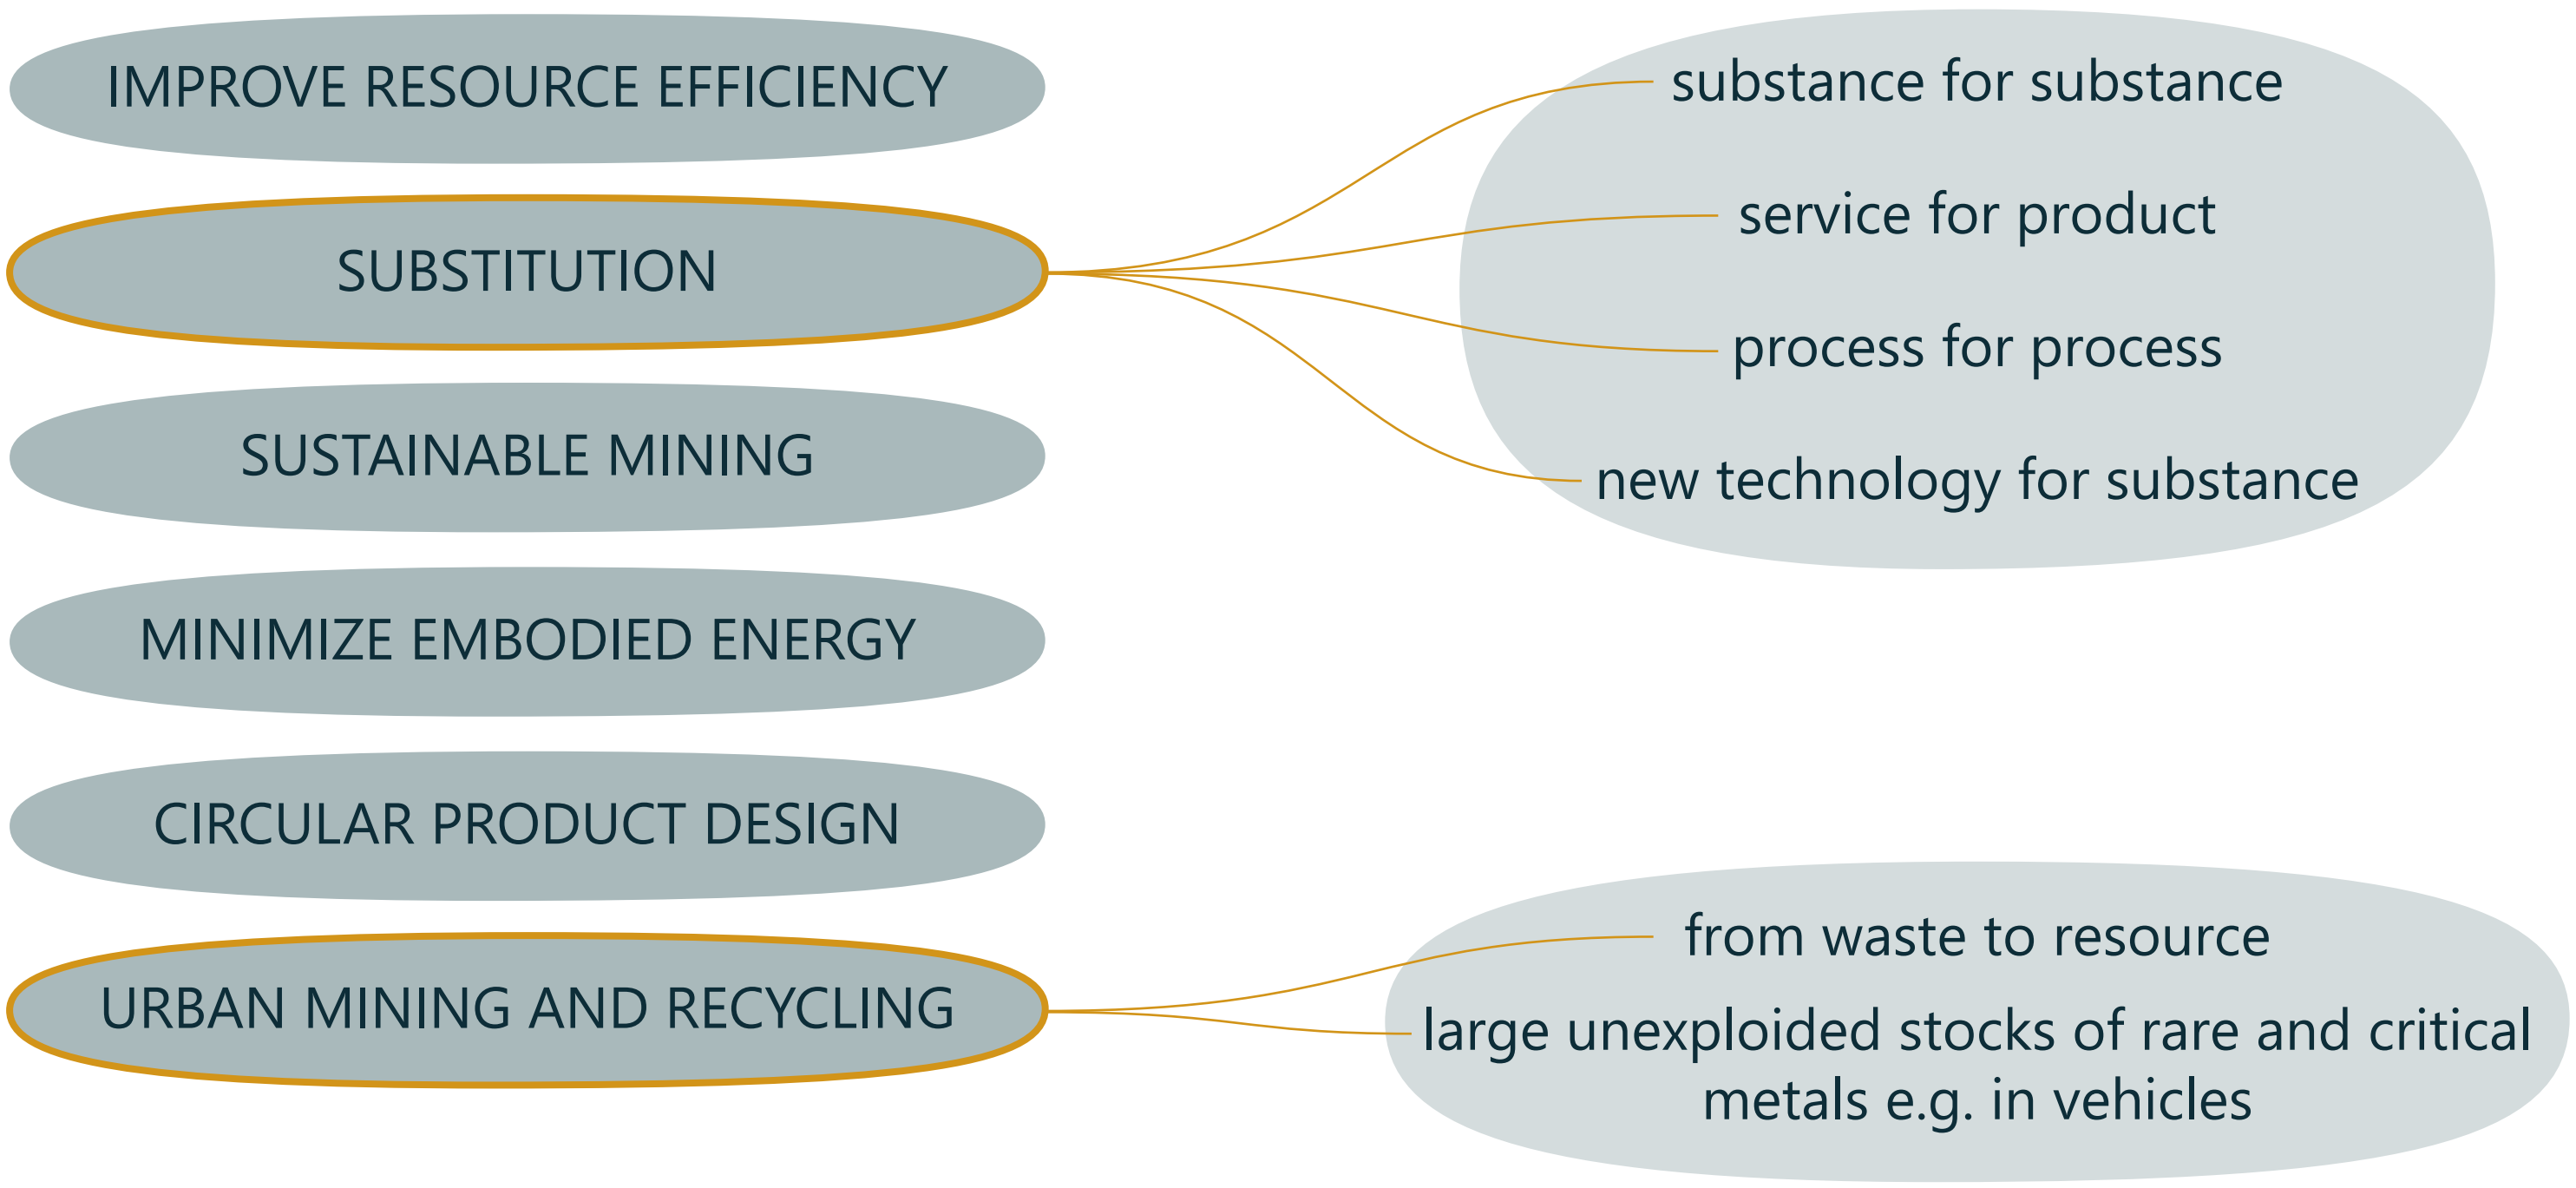 IMPROVE RESOURCE EFFICIENCY
SUBSTITUTION
SUSTAINABLE MINING
MINIMIZE EMBODIED ENERGY
CIRCULAR PRODUCT DESIGN
URBAN MINING AND RECYCLING
substance for substance
service for product
process for process
new technology for substance
from waste to resource
large unexploided stocks of rare and critical
metals e.g. in vehicles